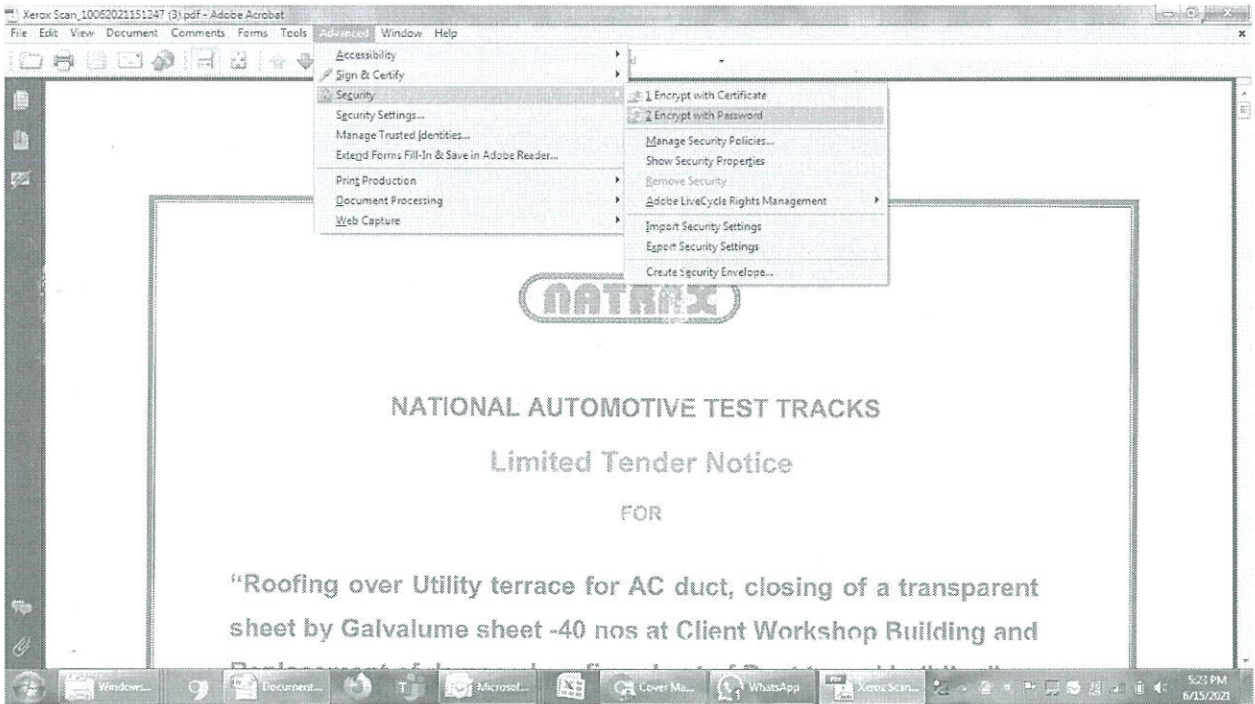 Xerox Scan_10062021151247 (3).pdf - Adobe Acrobat
File Edit View Document Comments Forms Tools Advanced Window Help
Accessibility
Sign & Certify
Security
Security Settings...
Manage Trusted Identities...
Extend Forms Fill-In & Save in Adobe Reader...
Print Production
Document Processing
Web Capture
1 Encrypt with Certificate
2 Encrypt with Password
Manage Security Policies...
Show Security Properties
Remove Security
Adobe LiveCycle Rights Management
Import Security Settings
Export Security Settings
Create Security Envelope...
NATRAX
NATIONAL AUTOMOTIVE TEST TRACKS
Limited Tender Notice
FOR
“Roofing over Utility terrace for AC duct, closing of a transparent
sheet by Galvalume sheet -40 nos at Client Workshop Building and
Windows... Document... Microsof... Cover Ma... WhatsApp Xerox Scan... 5:23 PM
6/15/2021